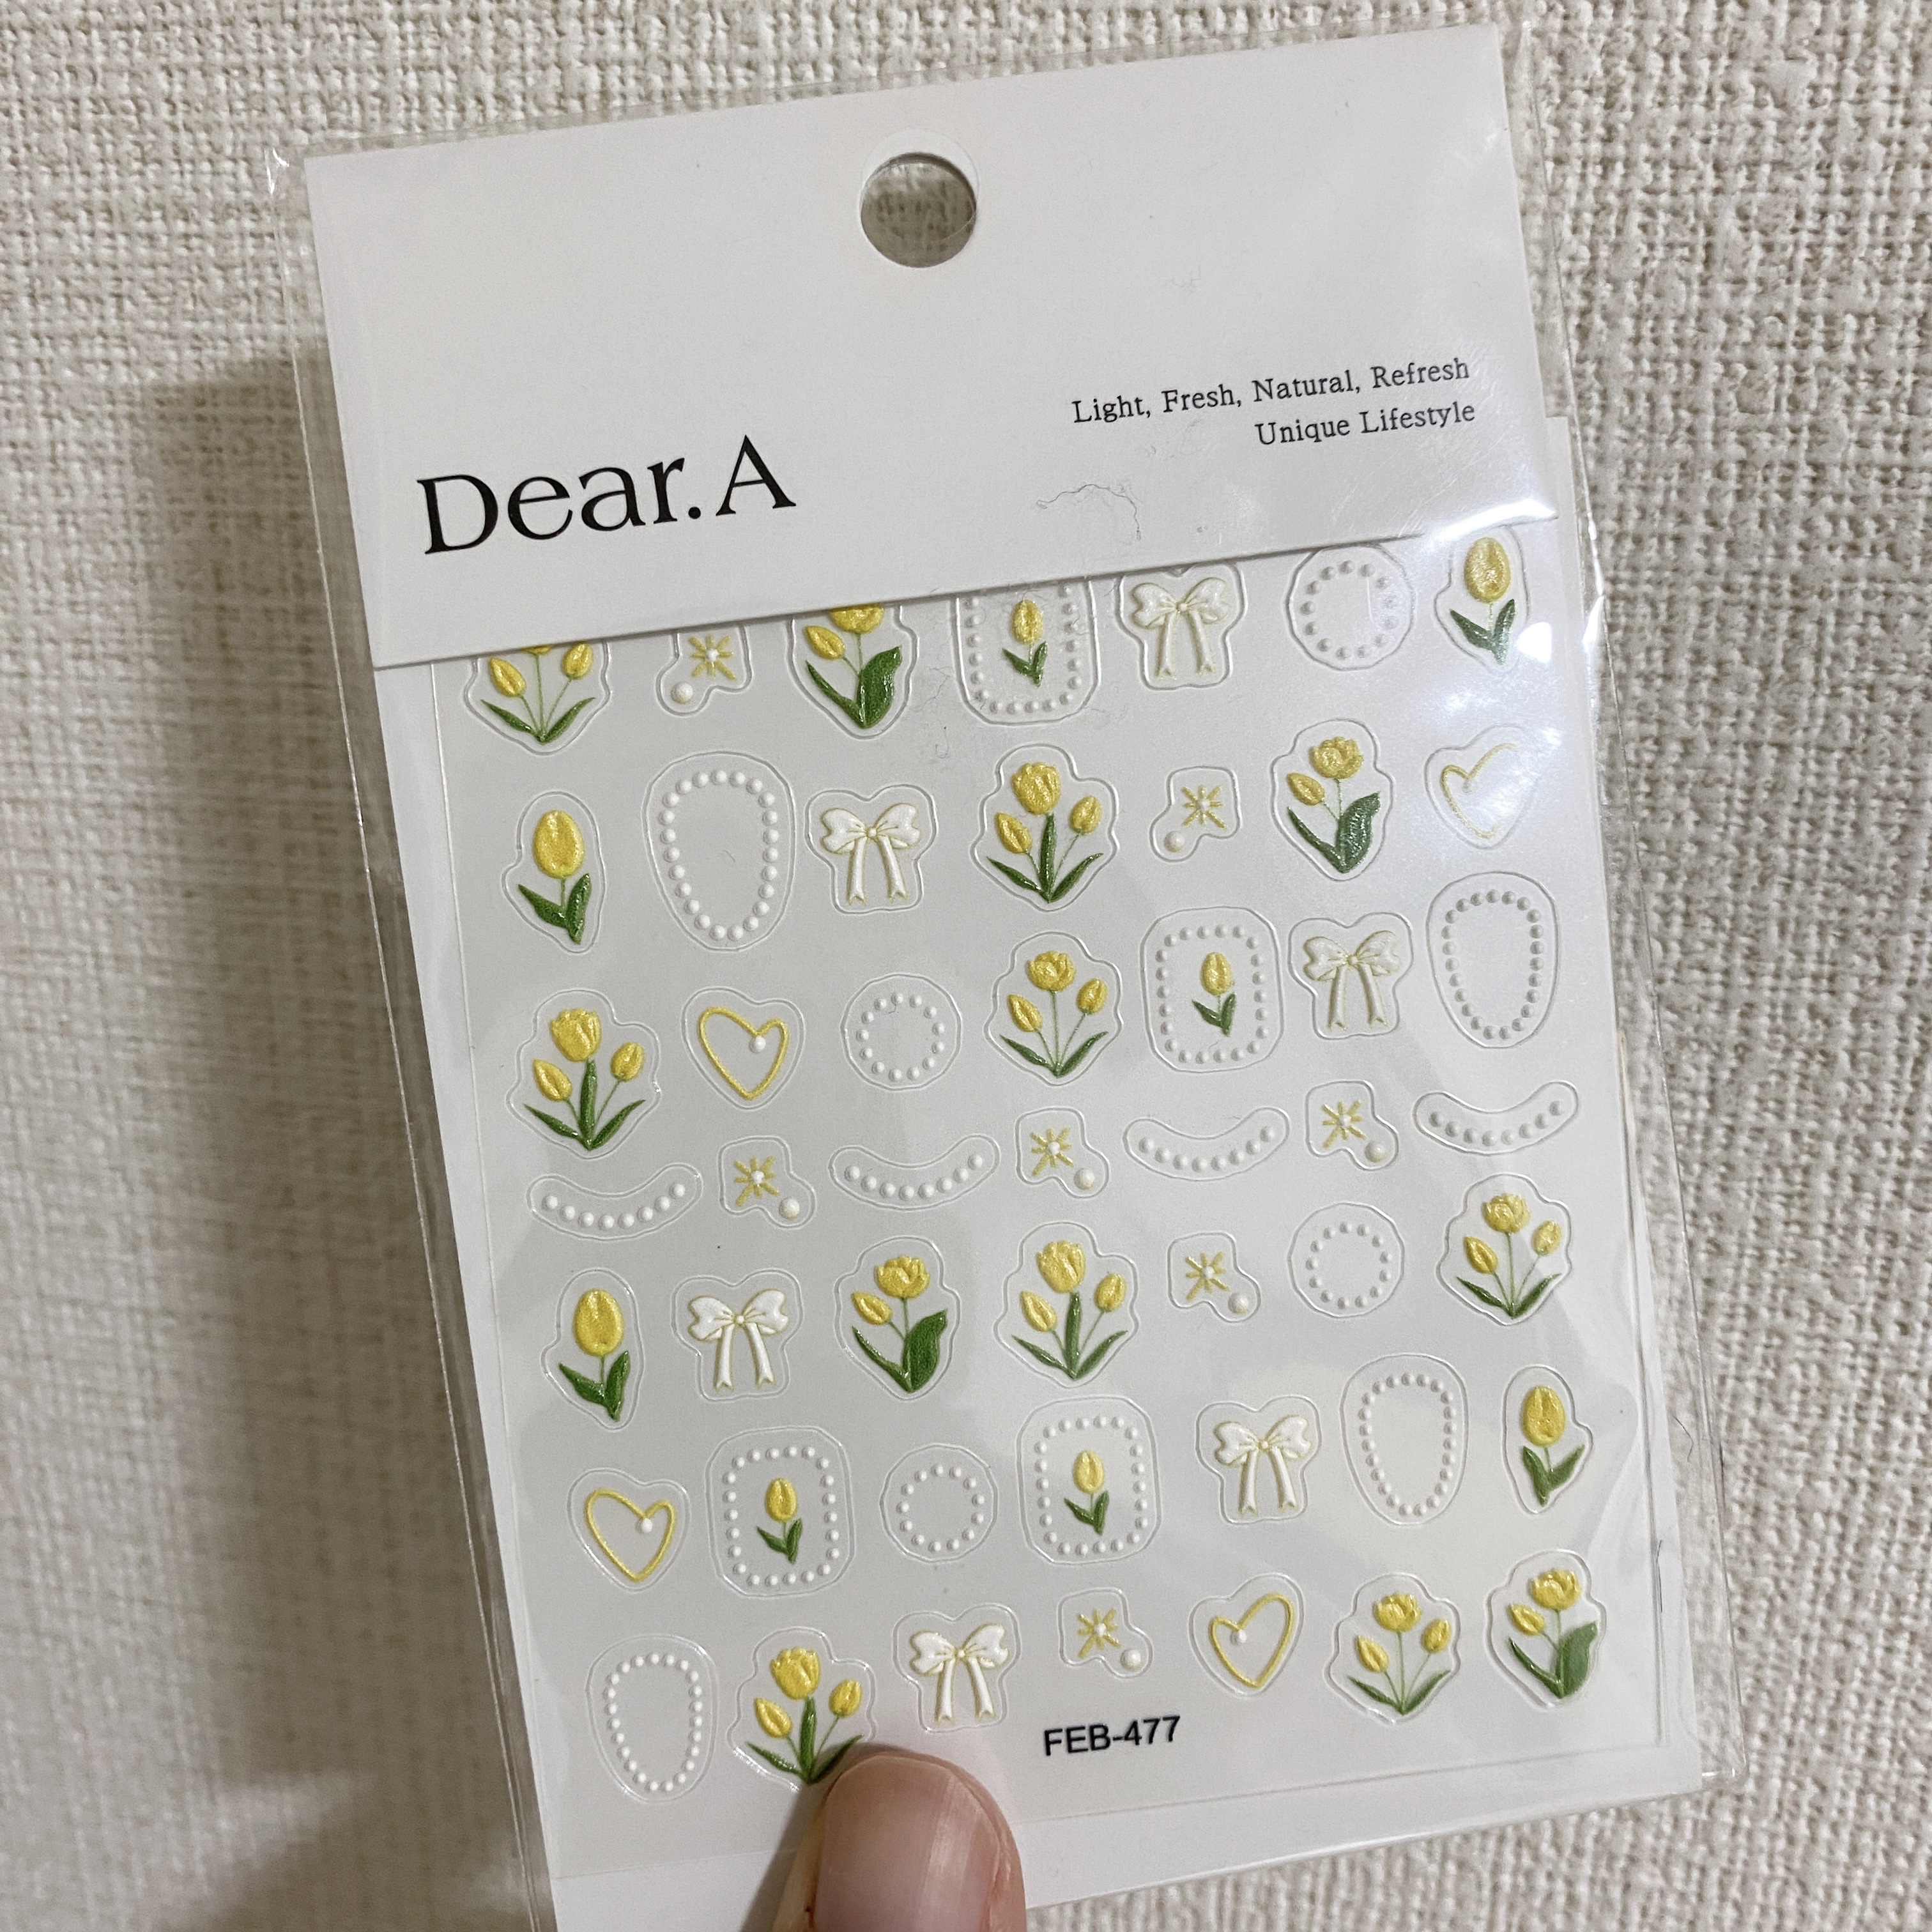 Light, Fresh, Natural, Refresh
Unique Lifestyle
Dear.A
FEB-477